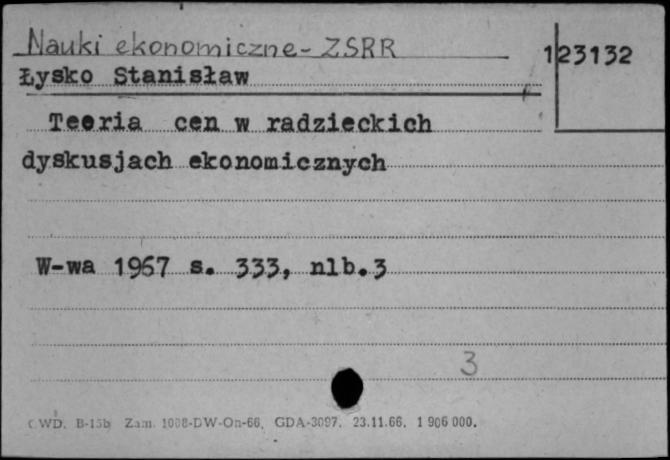 Nauki ekonomiczne - ZSRR
123132
Łysko Stanisław
Teoria cen w radzieckich
dyskusjach ekonomicznych
W-wa 1967 s. 333, nlb.3
3
CWD. B-15b Zam. 1008-DW-On-66. GDA-3097. 23.11.66. 1 906 000.